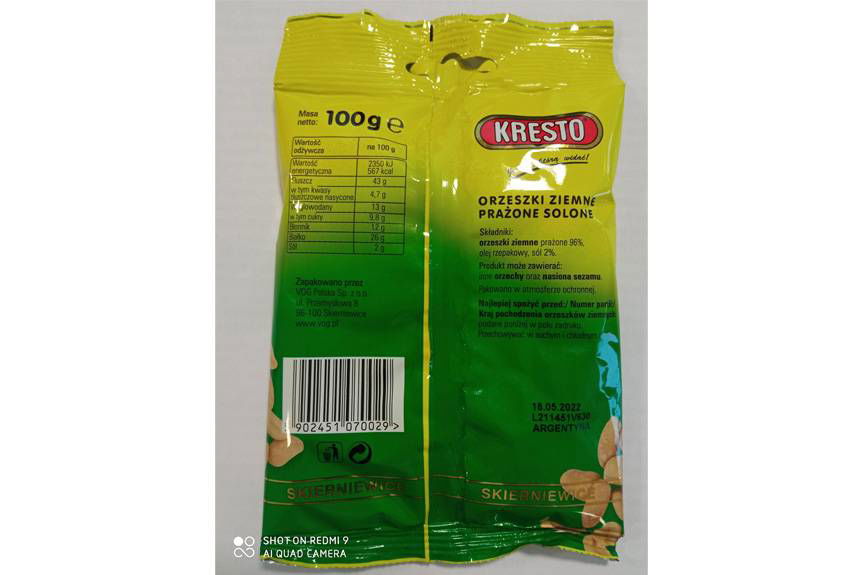 Masa
netto: 100g e
Wartość
odżywcza na 100 g
Wartość
energetyczna 2350 kJ
567 kcal
Tłuszcz 43 g
w tym kwasy
tłuszczowe nasycone 4,7 g
Węglowodany 13 g
w tym cukry 9,8 g
Błonnik 12 g
Białko 26 g
Sól 2 g
Zapakowano przez
VOG Polska Sp. z o.o.
ul. Przemysłowa 8
96-100 Skierniewice
www.vog.pl
5902451070029>
SKIERNIEWICE
KRESTO
widać!
ORZESZKI ZIEMNE
PRAŻONE SOLONE
Składniki:
orzeszki ziemne prażone 96%,
olej rzepakowy, sól 2%.
Produkt może zawierać:
inne orzechy oraz nasiona sezamu.
Pakowano w atmosferze ochronnej.
Najlepiej spożyć przed:/ Numer partii:/
Kraj pochodzenia orzeszków ziemnych
podane poniżej w polu zadruku.
Przechowywać w suchym i chłodnym
16.05.2022
ARGENTYNA
SKIERNIEWICE
SHOT ON REDMI 9
AI QUAD CAMERA